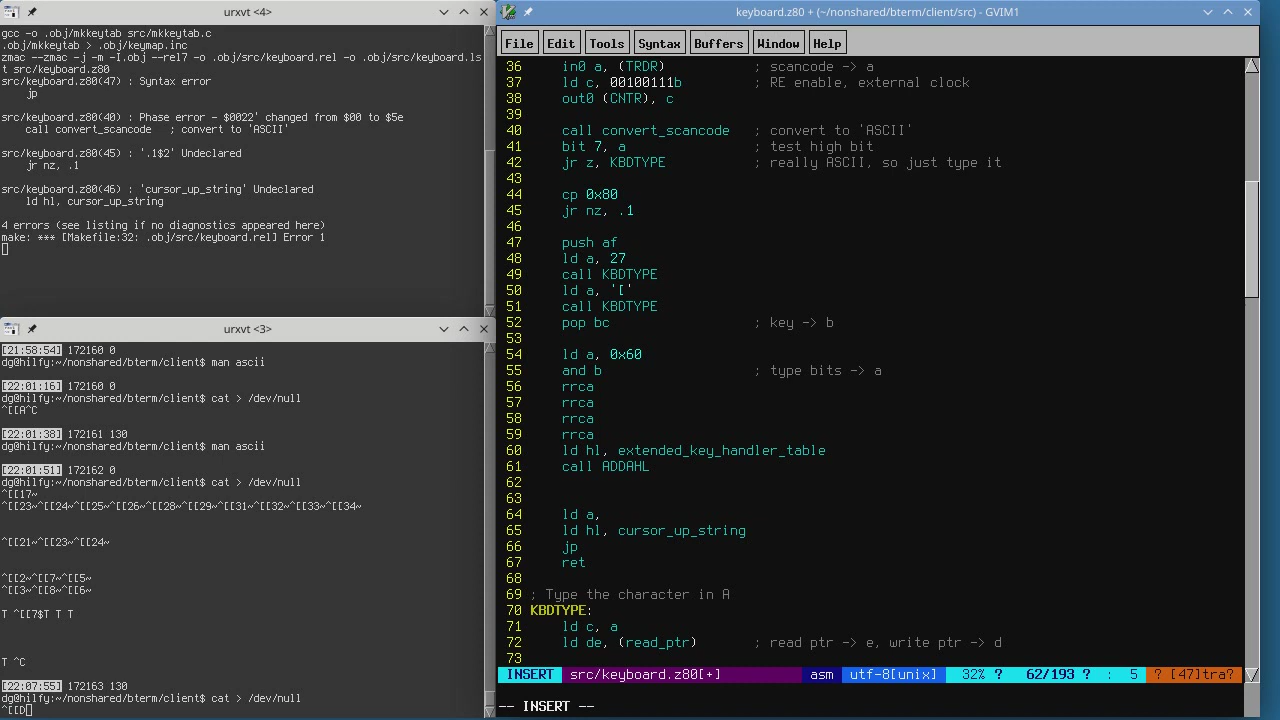 urxvt <4>
gcc -o .obj/mkkeytab src/mkkeytab.c
.obj/mkkeytab > .obj/keymap.inc
zmac --zmac -j -m -I.obj --rel7 -o .obj/src/keyboard.rel -o .obj/src/keyboard.ls
t src/keyboard.z80
src/keyboard.z80(47) : Syntax error
jp
src/keyboard.z80(40) : Phase error - $0022' changed from $00 to $5e
call convert_scancode ; convert to 'ASCII'
src/keyboard.z80(45) : '.1$2' Undeclared
jr nz, .1
src/keyboard.z80(46) : 'cursor_up_string' Undeclared
ld hl, cursor_up_string
4 errors (see listing if no diagnostics appeared here)
make: *** [Makefile:32: .obj/src/keyboard.rel] Error 1
urxvt <3>
[21:58:54] 172160 0
dg@hilfy:~/nonshared/bterm/client$ man ascii
[22:01:16] 172160 0
dg@hilfy:~/nonshared/bterm/client$ cat > /dev/null
^[[A^C
[22:01:38] 172161 130
dg@hilfy:~/nonshared/bterm/client$ man ascii
[22:01:51] 172162 0
dg@hilfy:~/nonshared/bterm/client$ cat > /dev/null
^[[17~
^[[23~^[[24~^[[25~^[[26~^[[28~^[[29~^[[31~^[[32~^[[33~^[[34~
^[[21~^[[23~^[[24~
^[[2~^[[7~^[[5~
^[[3~^[[8~^[[6~
T ^[[7$T T T
T ^C
[22:07:55] 172163 130
dg@hilfy:~/nonshared/bterm/client$ cat > /dev/null
^[[D
keyboard.z80 + (~/nonshared/bterm/client/src) - GVIM1
File Edit Tools Syntax Buffers Window Help
36 in0 a, (TRDR) ; scancode -> a
37 ld c, 00100111b ; RE enable, external clock
38 out0 (CNTR), c
39
40 call convert_scancode ; convert to 'ASCII'
41 bit 7, a ; test high bit
42 jr z, KBDTYPE ; really ASCII, so just type it
43
44 cp 0x80
45 jr nz, .1
46
47 push af
48 ld a, 27
49 call KBDTYPE
50 ld a, '['
51 call KBDTYPE
52 pop bc ; key -> b
53
54 ld a, 0x60
55 and b ; type bits -> a
56 rrca
57 rrca
58 rrca
59 rrca
60 ld hl, extended_key_handler_table
61 call ADDAHL
62
63
64 ld a,
65 ld hl, cursor_up_string
66 jp
67 ret
68
69 ; Type the character in A
70 KBDTYPE:
71 ld c, a
72 ld de, (read_ptr) ; read ptr -> e, write ptr -> d
73
INSERT src/keyboard.z80[+] asm utf-8[unix] 32% ? 62/193 ? : 5 ? [47]tra?
-- INSERT --